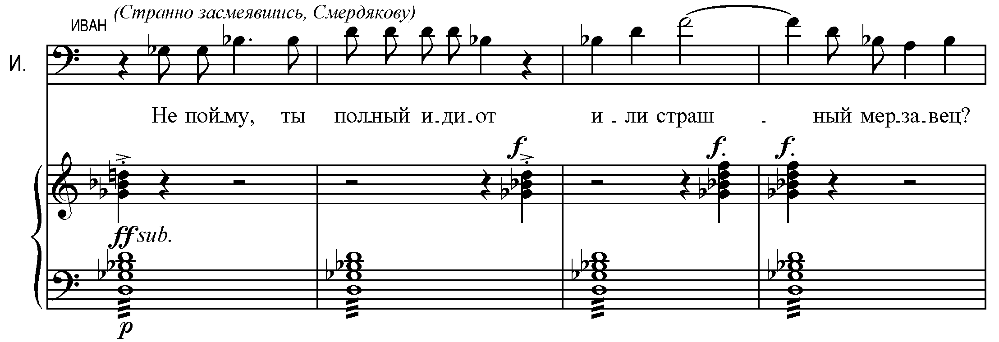 (Странно засмеявшись, Смердякову)
ИВАН
И.
Не пой-му, ты пол-ный и-ди-от и-ли страш-ный мер-за-вец?
f f f
ff sub.
p